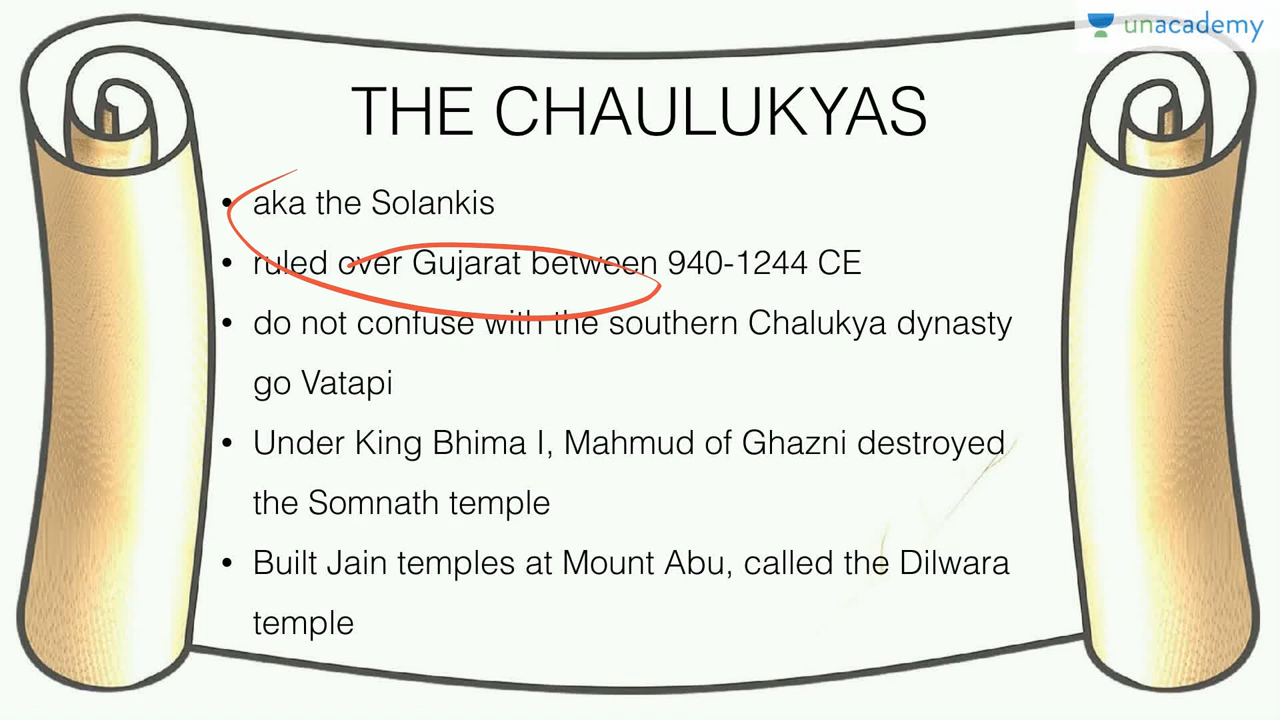 unacademy
THE CHAULUKYAS
• aka the Solankis
• ruled over Gujarat between 940-1244 CE
• do not confuse with the southern Chalukya dynasty
go Vatapi
• Under King Bhima I, Mahmud of Ghazni destroyed
the Somnath temple
• Built Jain temples at Mount Abu, called the Dilwara
temple